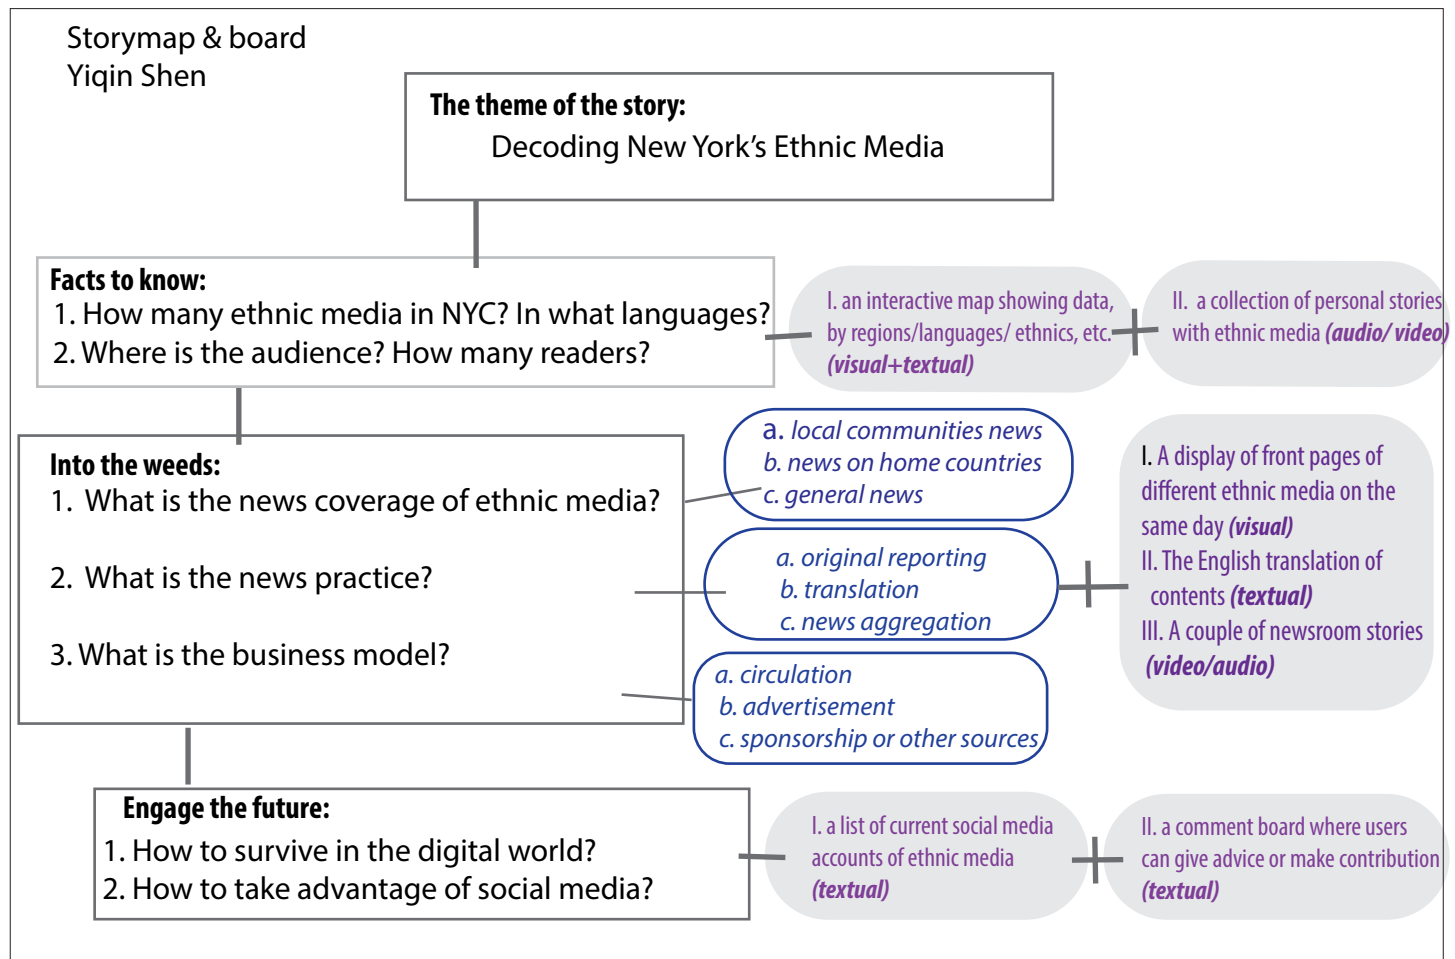 Storymap & board
Yiqin Shen
The theme of the story:
Decoding New York’s Ethnic Media
Facts to know:
1. How many ethnic media in NYC? In what languages?
2. Where is the audience? How many readers?
I. an interactive map showing data,
by regions/languages/ ethnics, etc.
(visual+textual)
II. a collection of personal stories
with ethnic media (audio/ video)
Into the weeds:
1. What is the news coverage of ethnic media?
2. What is the news practice?
3. What is the business model?
a. local communities news
b. news on home countries
c. general news
a. original reporting
b. translation
c. news aggregation
a. circulation
b. advertisement
c. sponsorship or other sources
I. A display of front pages of
different ethnic media on the
same day (visual)
II. The English translation of
contents (textual)
III. A couple of newsroom stories
(video/audio)
Engage the future:
1. How to survive in the digital world?
2. How to take advantage of social media?
I. a list of current social media
accounts of ethnic media
(textual)
II. a comment board where users
can give advice or make contribution
(textual)